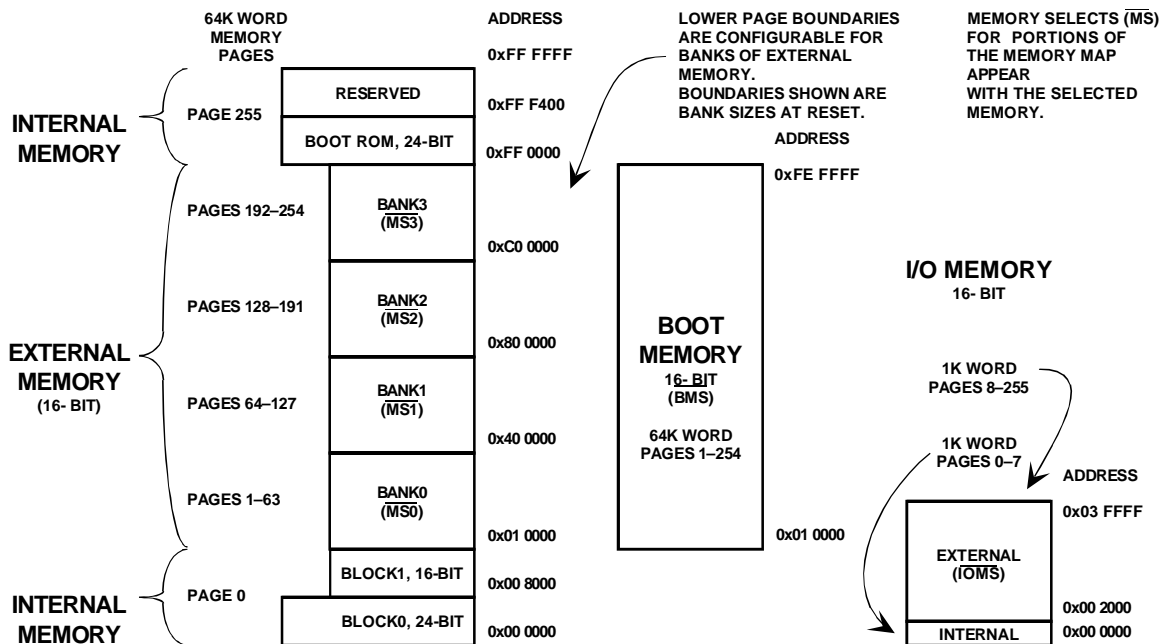 64K WORD
MEMORY
PAGES
ADDRESS
0xFF FFFF
INTERNAL
MEMORY
PAGE 255
RESERVED
0xFF F400
BOOT ROM, 24-BIT
0xFF 0000
EXTERNAL
MEMORY
(16- BIT)
PAGES 192–254
BANK3
(MS3)
0xC0 0000
PAGES 128–191
BANK2
(MS2)
0x80 0000
PAGES 64–127
BANK1
(MS1)
0x40 0000
PAGES 1–63
BANK0
(MS0)
0x01 0000
INTERNAL
MEMORY
PAGE 0
BLOCK1, 16-BIT
0x00 8000
BLOCK0, 24-BIT
0x00 0000
LOWER PAGE BOUNDARIES
ARE CONFIGURABLE FOR
BANKS OF EXTERNAL
MEMORY.
BOUNDARIES SHOWN ARE
BANK SIZES AT RESET.
ADDRESS
0xFE FFFF
BOOT
MEMORY
16- BIT
(BMS)
64K WORD
PAGES 1–254
0x01 0000
MEMORY SELECTS (MS)
FOR PORTIONS OF
THE MEMORY MAP
APPEAR
WITH THE SELECTED
MEMORY.
I/O MEMORY
16- BIT
1K WORD
PAGES 8–255
1K WORD
PAGES 0–7
ADDRESS
0x03 FFFF
EXTERNAL
(IOMS)
0x00 2000
INTERNAL
0x00 0000